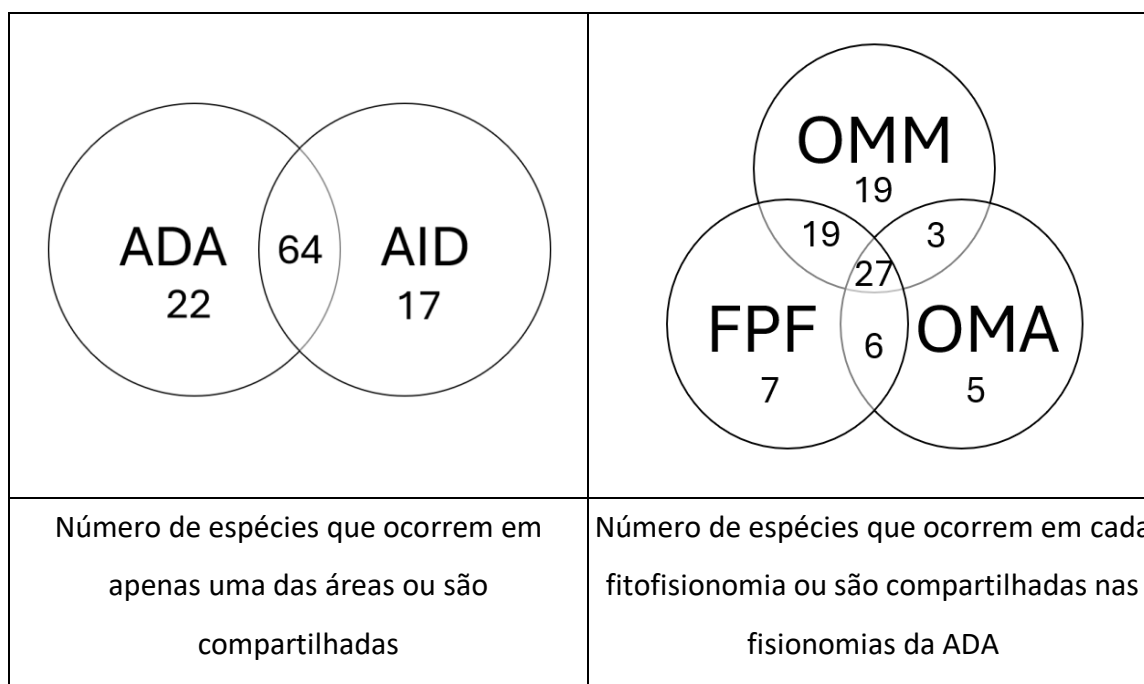 ADA
22
64
AID
17
OMM
19
19
3
27
FPF
7
6
OMA
5
Número de espécies que ocorrem em
apenas uma das áreas ou são
compartilhadas
Número de espécies que ocorrem em cada
fitofisionomia ou são compartilhadas nas
fisionomias da ADA